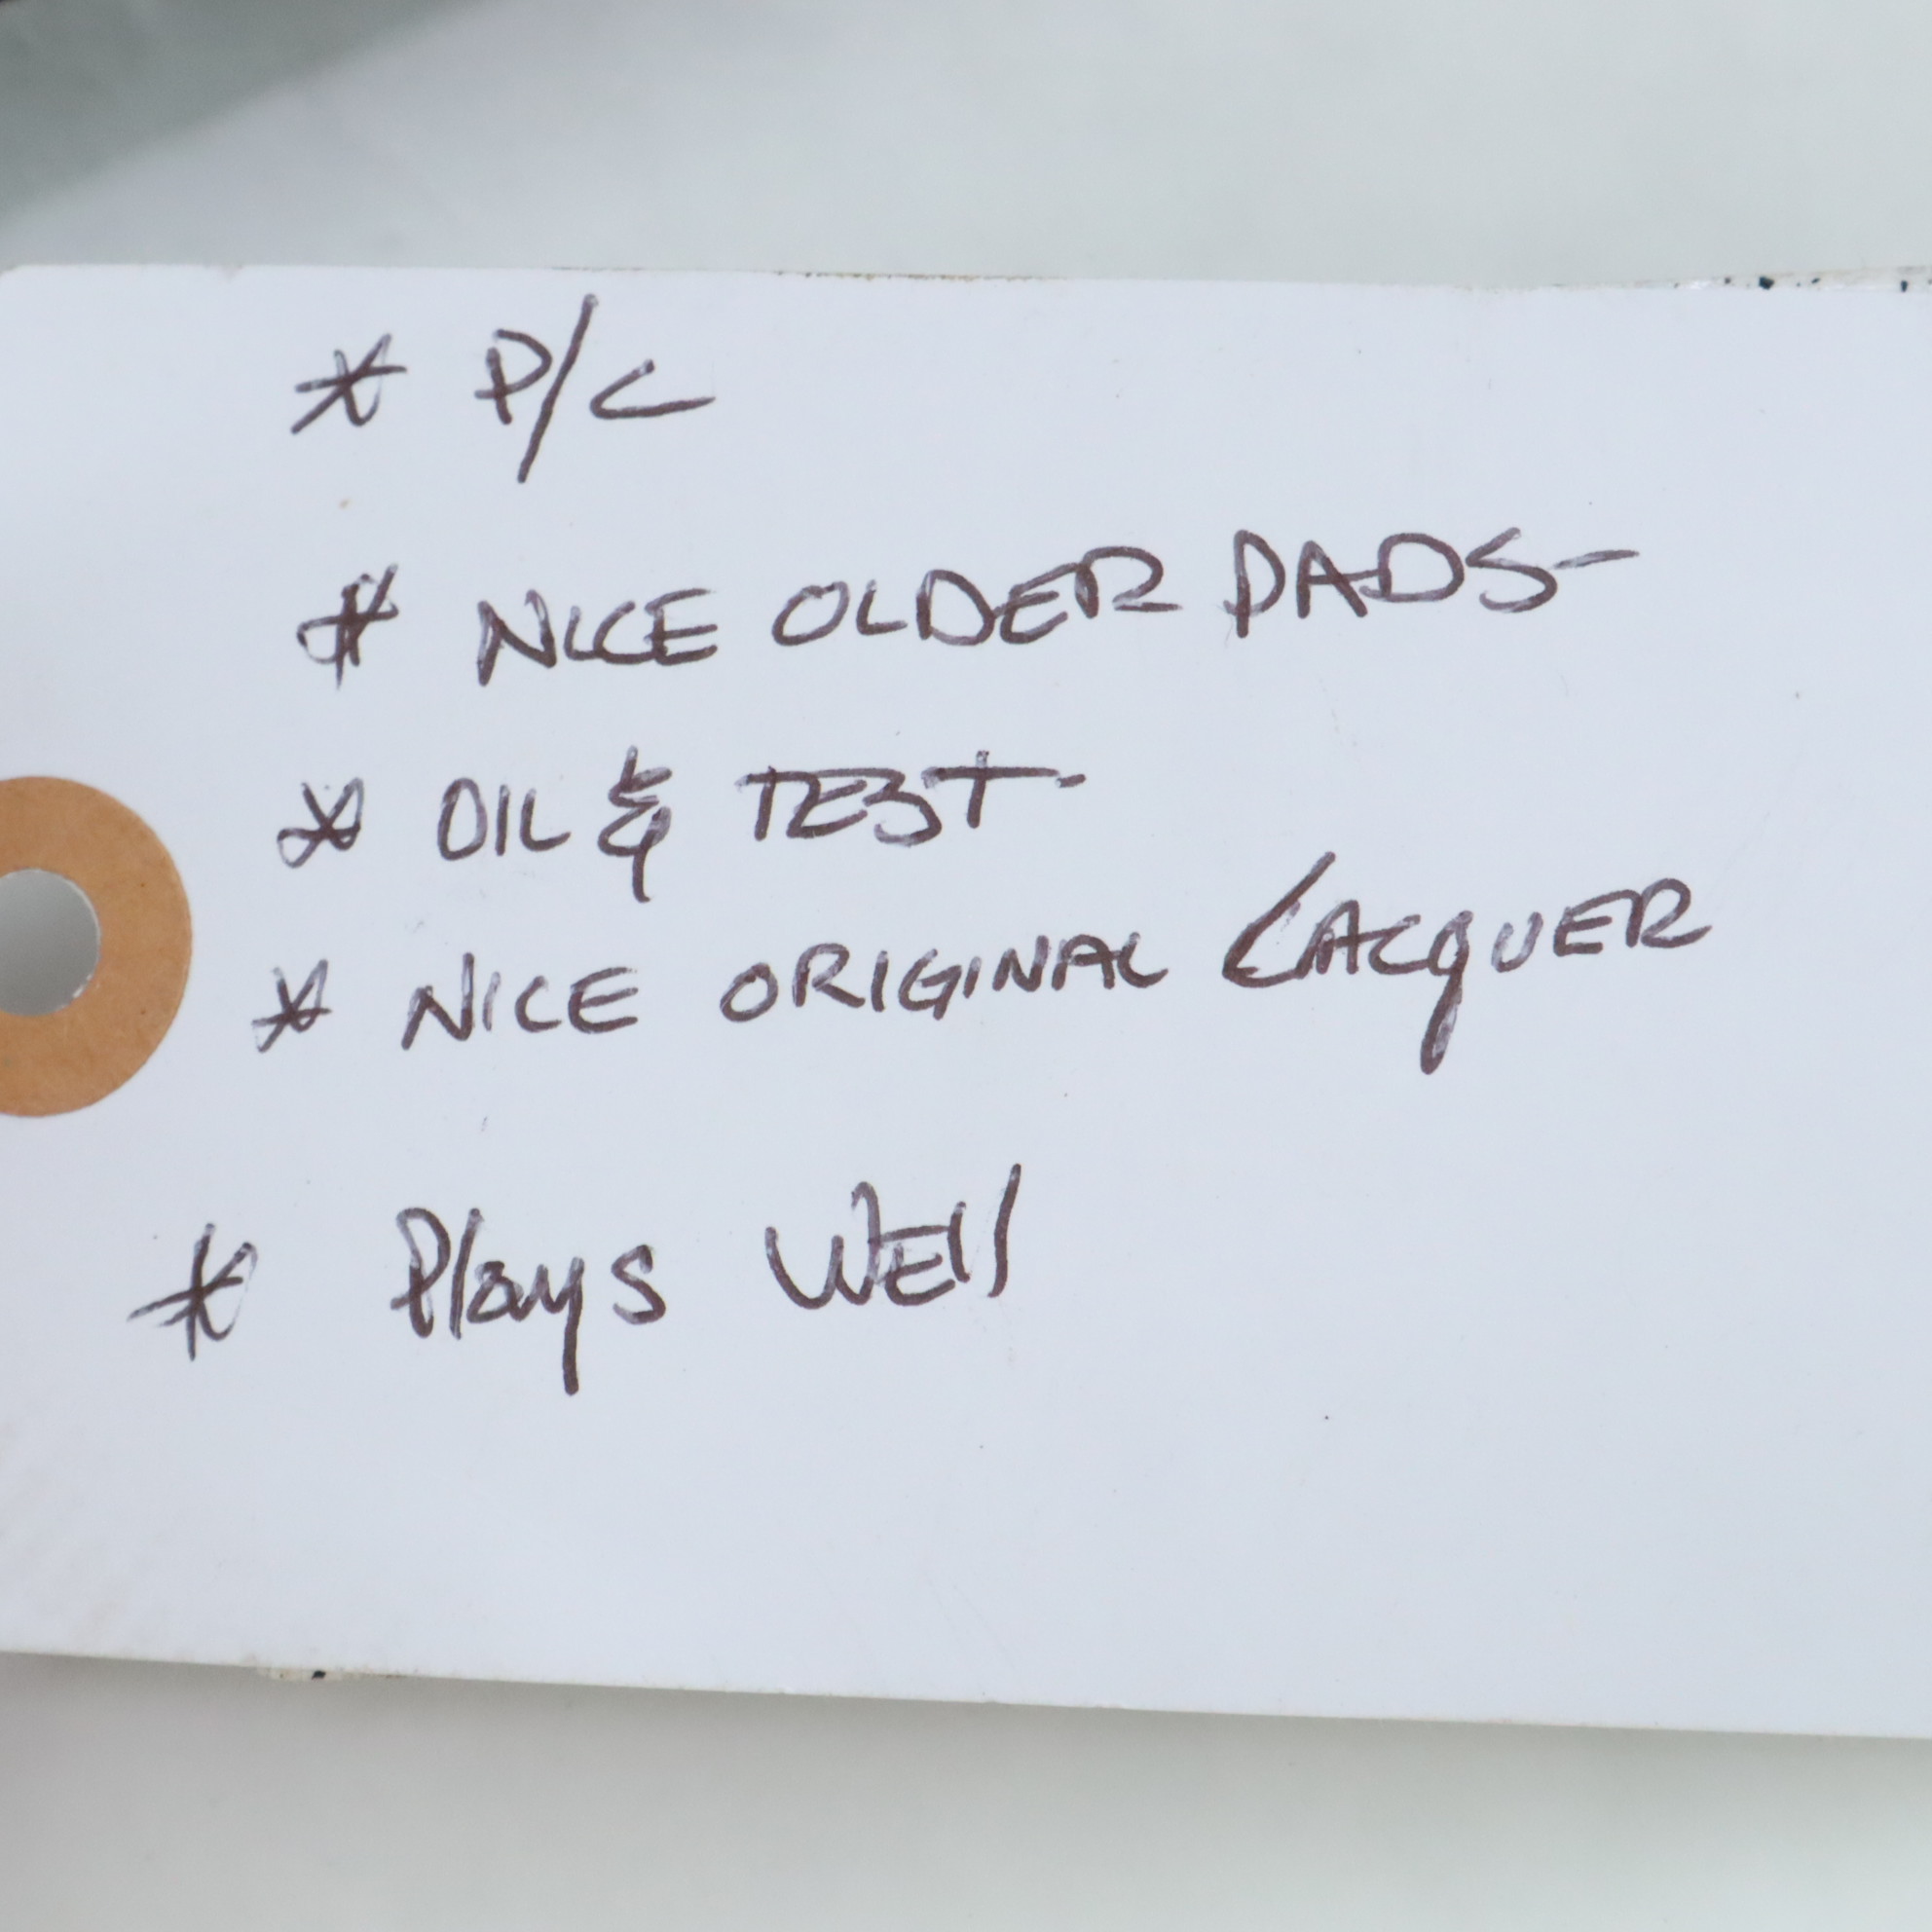 * P/C
* NICE OLDER PADS-
* OIL & TEST-
* NICE ORIGINAL LACQUER
* Plays WEll